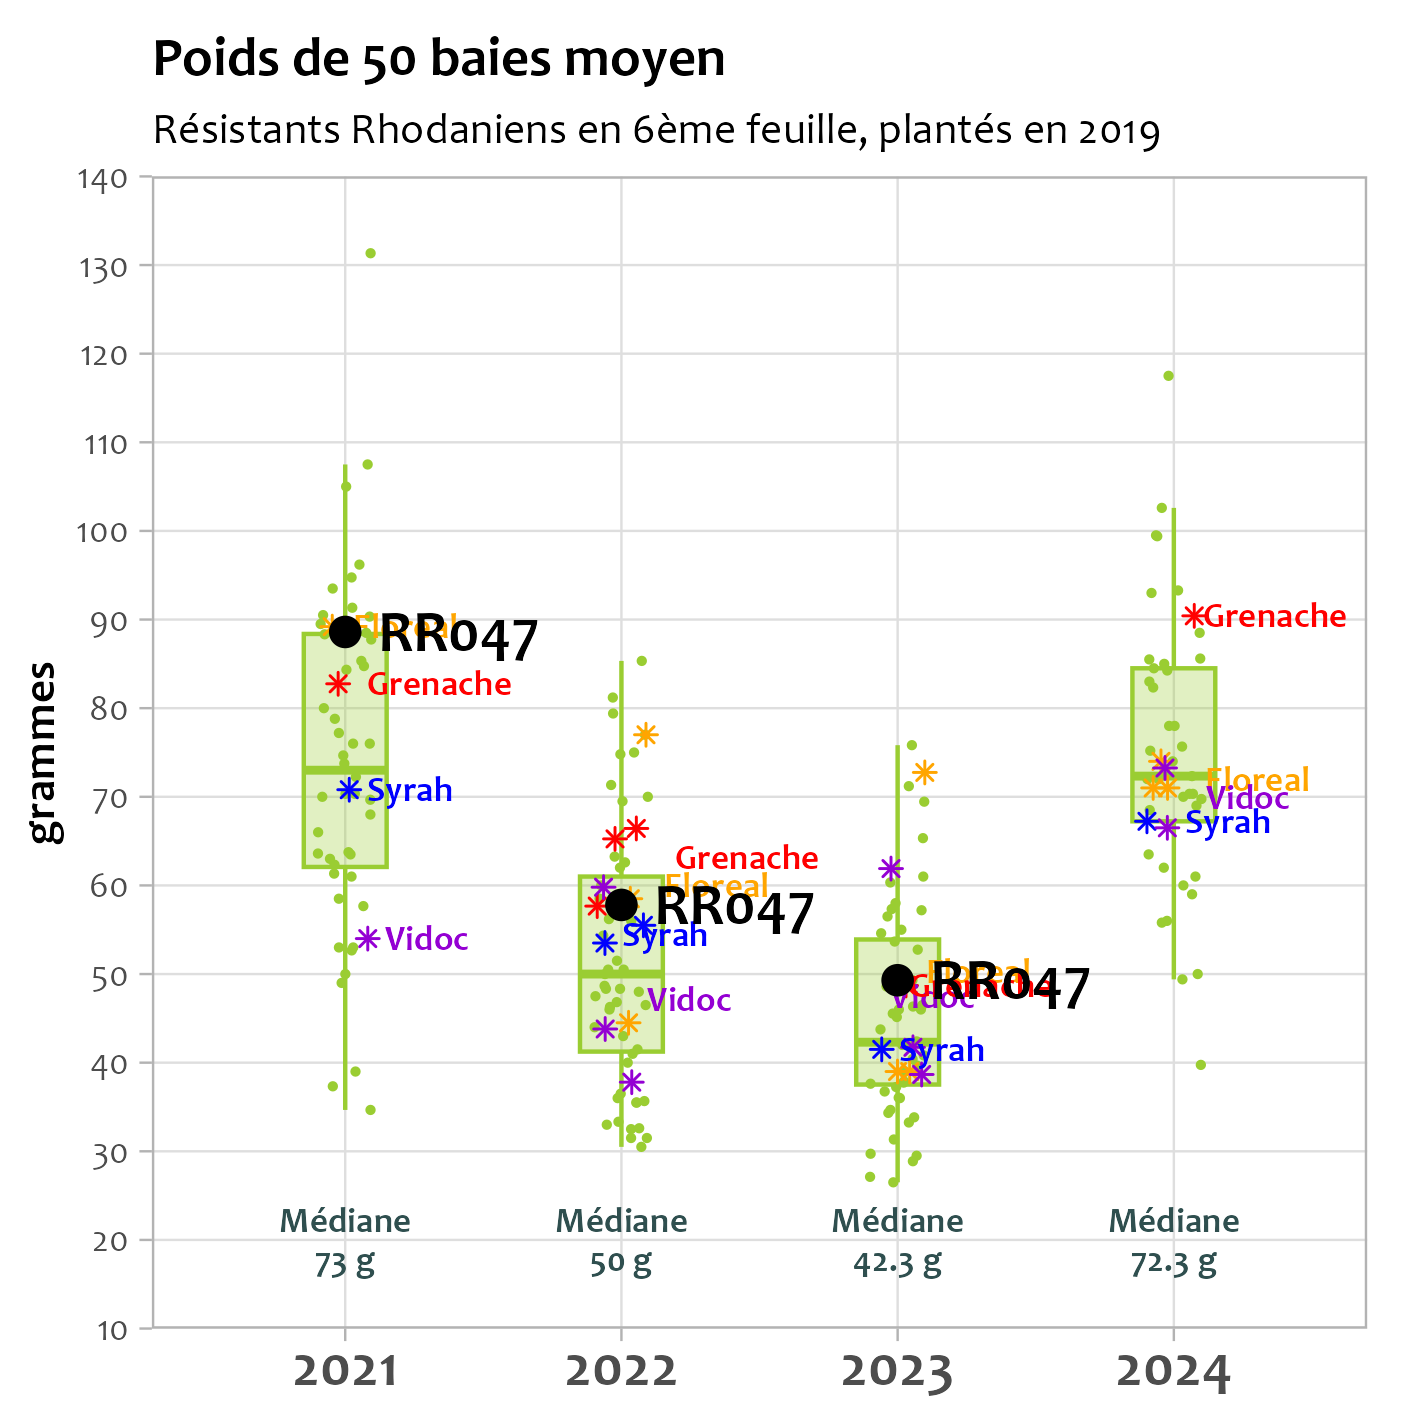 Poids de 50 baies moyen
Résistants Rhodaniens en 6ème feuille, plantés en 2019
grammes
140
130
120
110
100
90
80
70
60
50
40
30
20
10
Floreal
RR047
Grenache
Syrah
Vidoc
Grenache
Floreal
RR047
Syrah
Vidoc
Floreal
RR047
Grenache
Vidoc
Syrah
Grenache
Floreal
Vidoc
Syrah
Médiane
73 g
Médiane
50 g
Médiane
42.3 g
Médiane
72.3 g
2021
2022
2023
2024